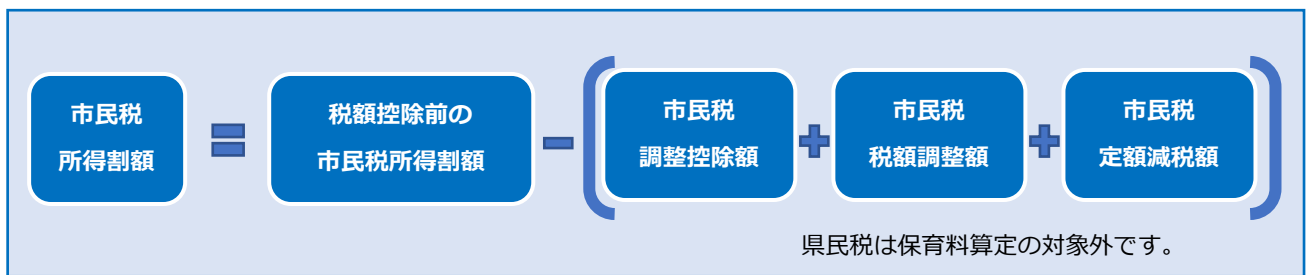 市民税
所得割額
=
税額控除前の
市民税所得割額
-
(
市民税
調整控除額
+
市民税
税額調整額
+
市民税
定額減税額
)
県民税は保育料算定の対象外です。